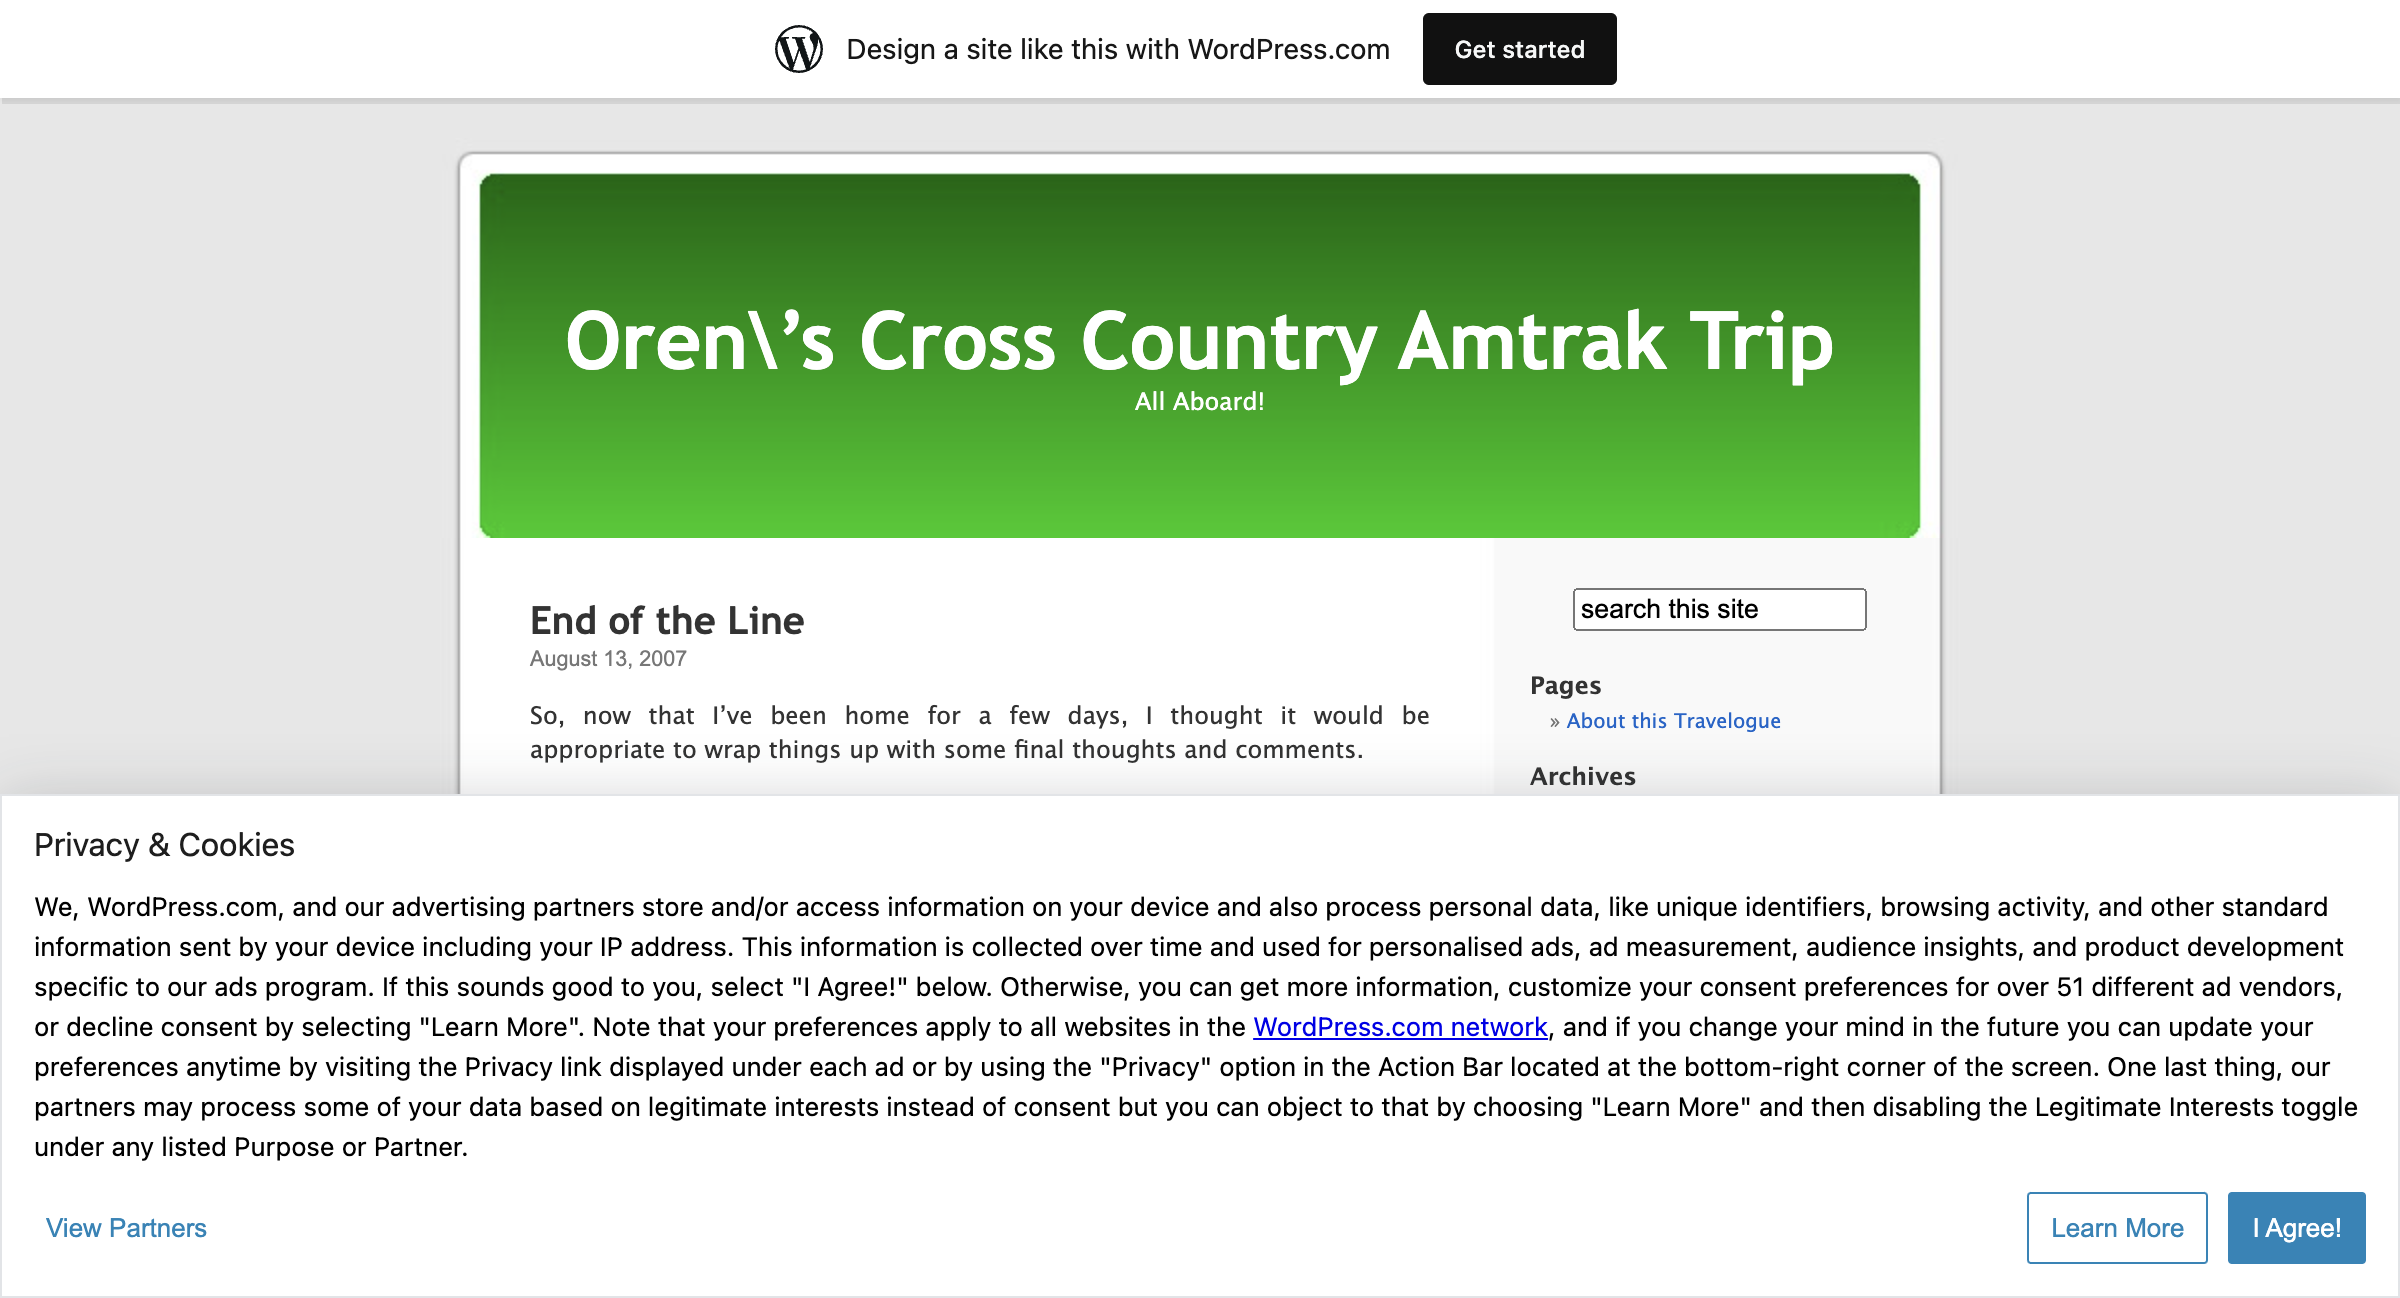 Design a site like this with WordPress.com
Get started
Oren\’s Cross Country Amtrak Trip
All Aboard!
End of the Line
August 13, 2007
So, now that I’ve been home for a few days, I thought it would be
appropriate to wrap things up with some final thoughts and comments.
search this site
Pages
» About this Travelogue
Archives
Privacy & Cookies
We, WordPress.com, and our advertising partners store and/or access information on your device and also process personal data, like unique identifiers, browsing activity, and other standard
information sent by your device including your IP address. This information is collected over time and used for personalised ads, ad measurement, audience insights, and product development
specific to our ads program. If this sounds good to you, select "I Agree!" below. Otherwise, you can get more information, customize your consent preferences for over 51 different ad vendors,
or decline consent by selecting "Learn More". Note that your preferences apply to all websites in the WordPress.com network, and if you change your mind in the future you can update your
preferences anytime by visiting the Privacy link displayed under each ad or by using the "Privacy" option in the Action Bar located at the bottom-right corner of the screen. One last thing, our
partners may process some of your data based on legitimate interests instead of consent but you can object to that by choosing "Learn More" and then disabling the Legitimate Interests toggle
under any listed Purpose or Partner.
View Partners
Learn More
I Agree!